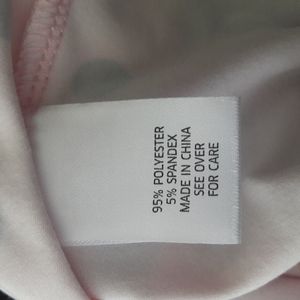 95% POLYESTER
5% SPANDEX
MADE IN CHINA
SEE OVER
FOR CARE